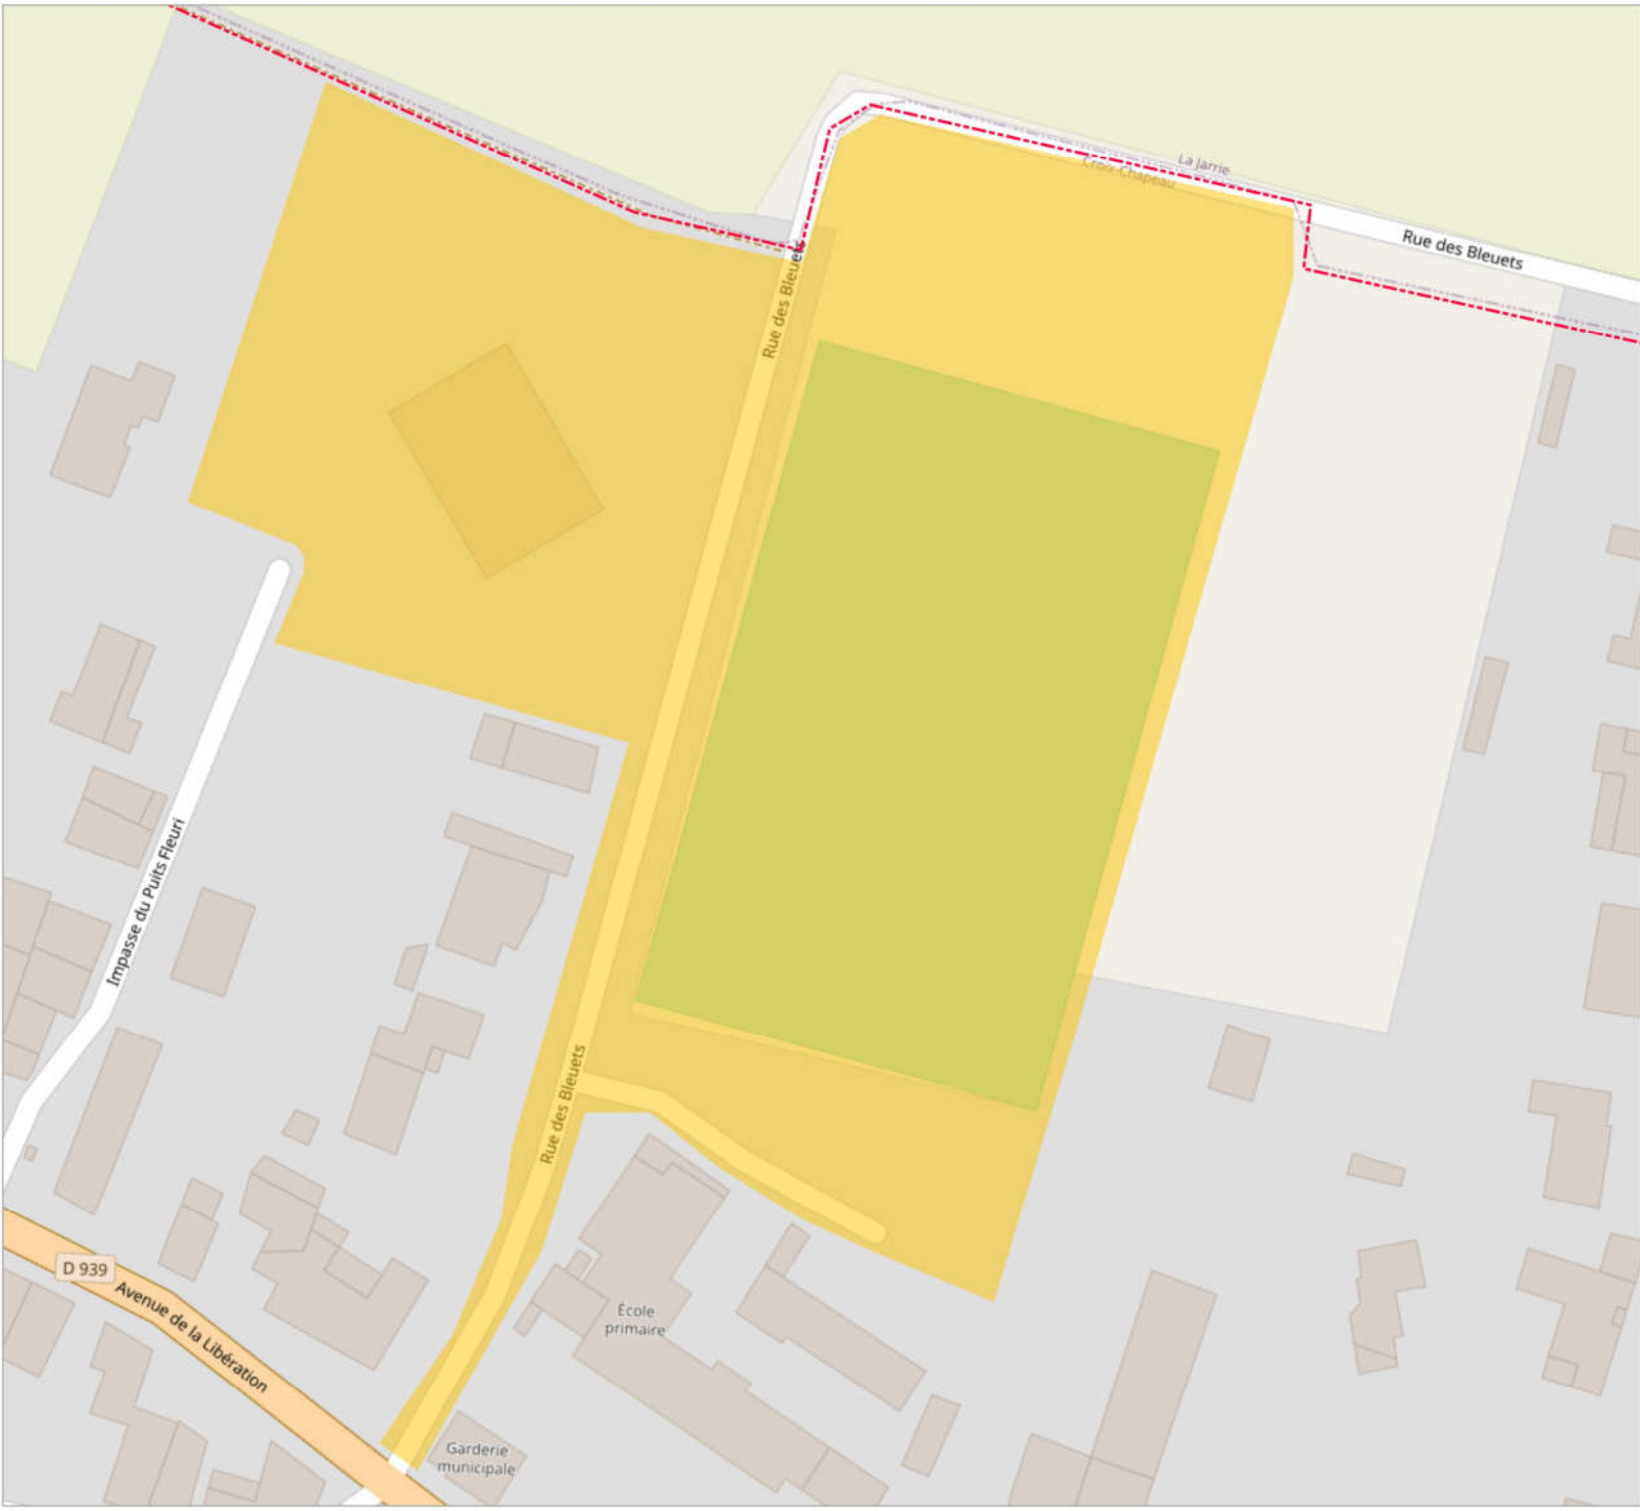 La Jarrie
Croix-Chapeau
Rue des Bleuets
Rue des Bleuets
Impasse du Puits Fleuri
Rue des Bleuets
D 939
Avenue de la Libération
École
primaire
Garderie
municipale